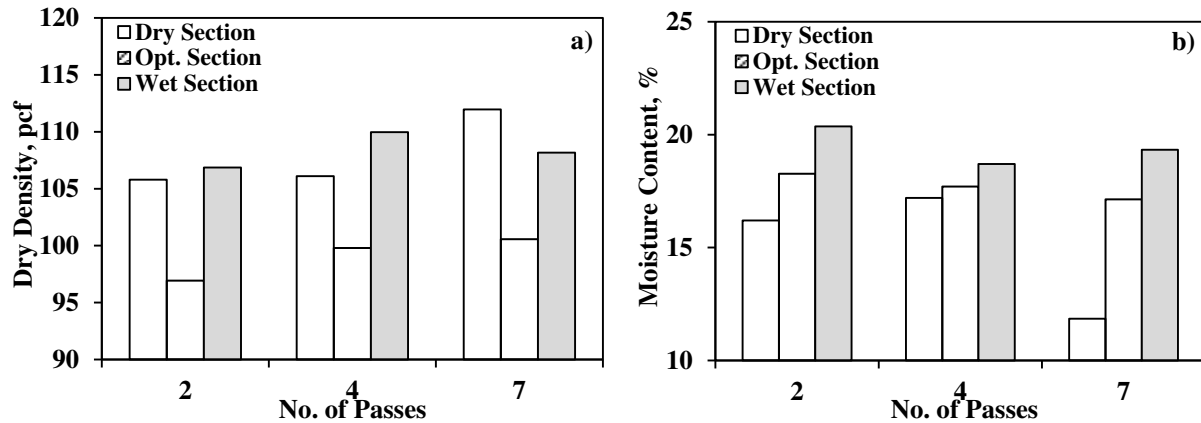 Dry Density, pcf
120
115
110
105
100
95
90
Dry Section
Opt. Section
Wet Section
a)
2
4
7
No. of Passes
Moisture Content, %
25
20
15
10
Dry Section
Opt. Section
Wet Section
b)
2
4
7
No. of Passes